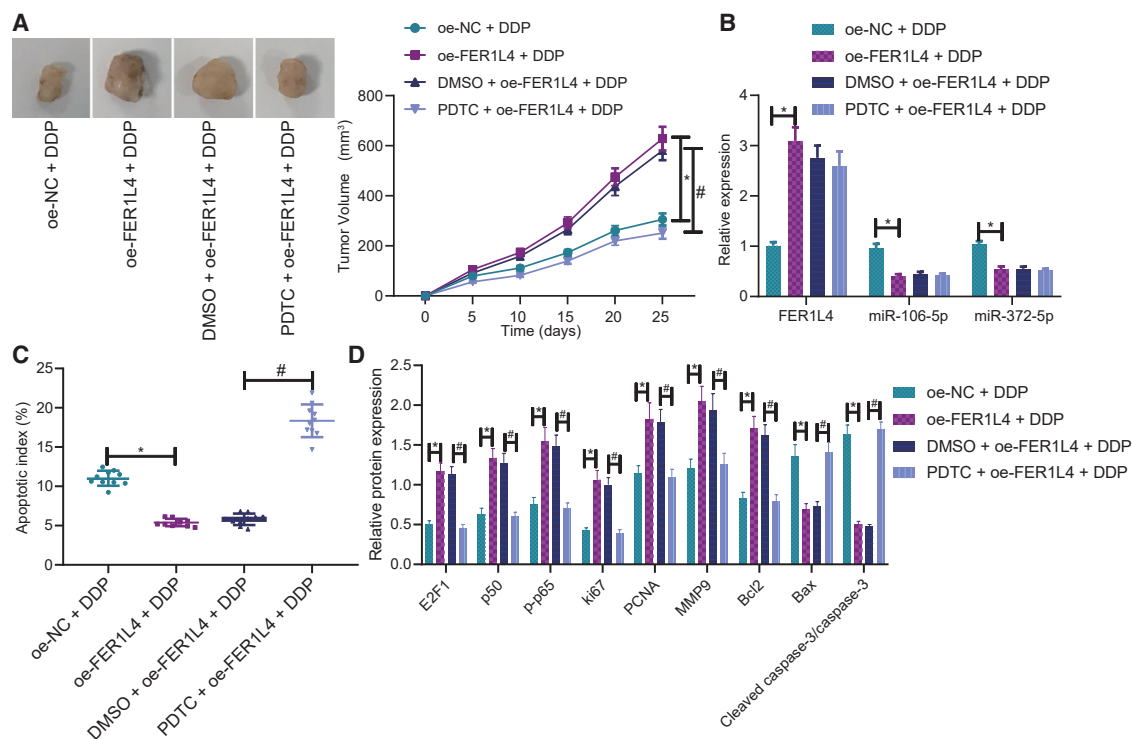 A
oe-NC + DDP
oe-FER1L4 + DDP
DMSO + oe-FER1L4 + DDP
PDTC + oe-FER1L4 + DDP
oe-NC + DDP
oe-FER1L4 + DDP
DMSO + oe-FER1L4 + DDP
PDTC + oe-FER1L4 + DDP
Tumor Volume (mm³)
800
600
400
200
0
0 5 10 15 20 25
Time (days)
*
#
B
oe-NC + DDP
oe-FER1L4 + DDP
DMSO + oe-FER1L4 + DDP
PDTC + oe-FER1L4 + DDP
Relative expression
4
3
2
1
0
* * *
FER1L4 miR-106-5p miR-372-5p
C
Apoptotic index (%)
25
20
15
10
5
0
*
#
oe-NC + DDP
oe-FER1L4 + DDP
DMSO + oe-FER1L4 + DDP
PDTC + oe-FER1L4 + DDP
D
Relative protein expression
2.5
2.0
1.5
1.0
0.5
0.0
* # * # * # * # * # * # * # * # * #
E2F1
p50
p-p65
ki67
PCNA
MMP9
Bcl2
Bax
Cleaved caspase-3/caspase-3
oe-NC + DDP
oe-FER1L4 + DDP
DMSO + oe-FER1L4 + DDP
PDTC + oe-FER1L4 + DDP